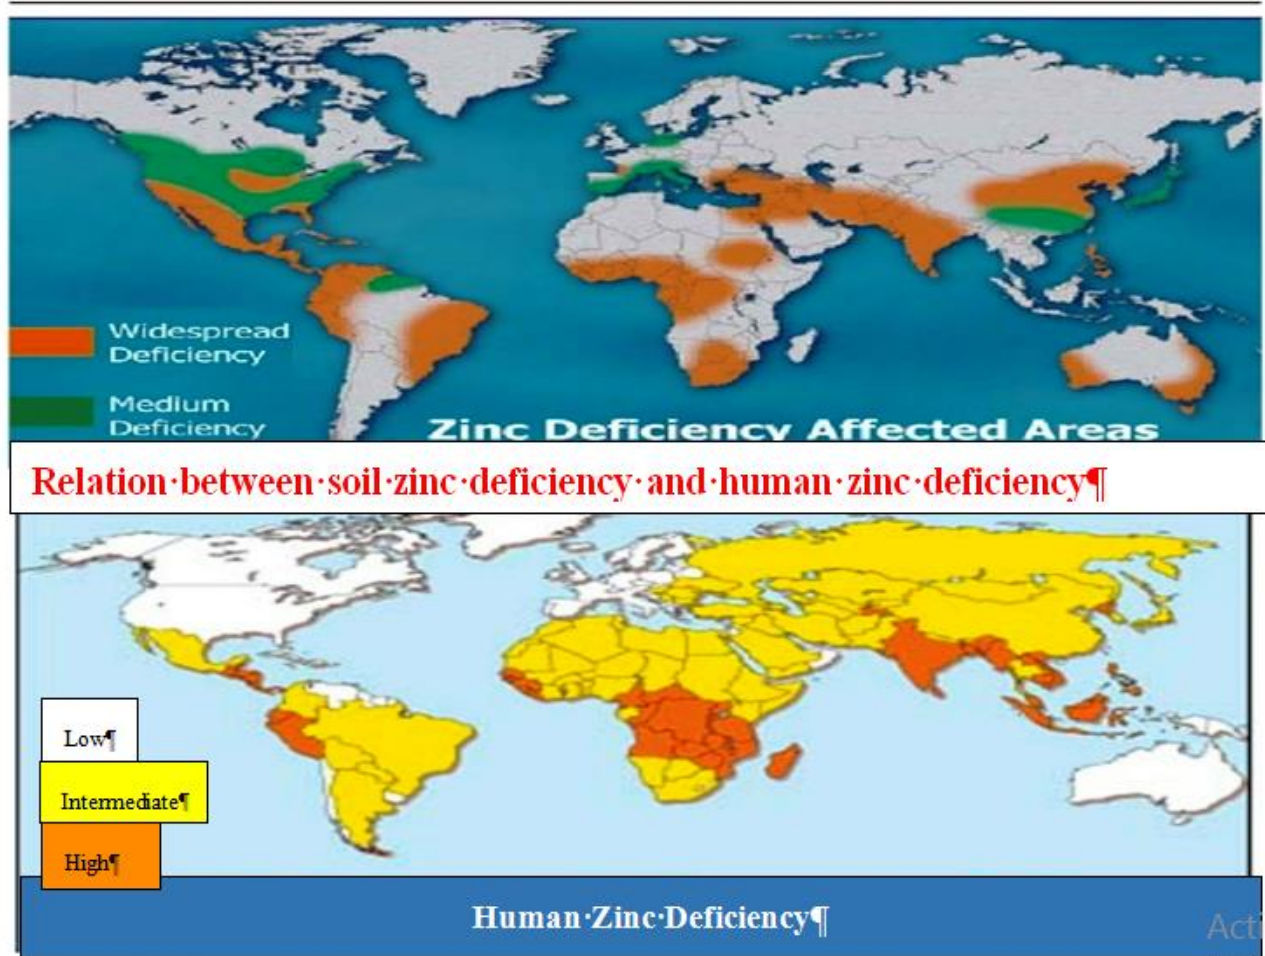 Widespread
Deficiency
Medium
Deficiency
Zinc Deficiency Affected Areas
Relation·between·soil·zinc·deficiency·and·human·zinc·deficiency¶
Low¶
Intermediate¶
High¶
Human·Zinc·Deficiency¶
Acti